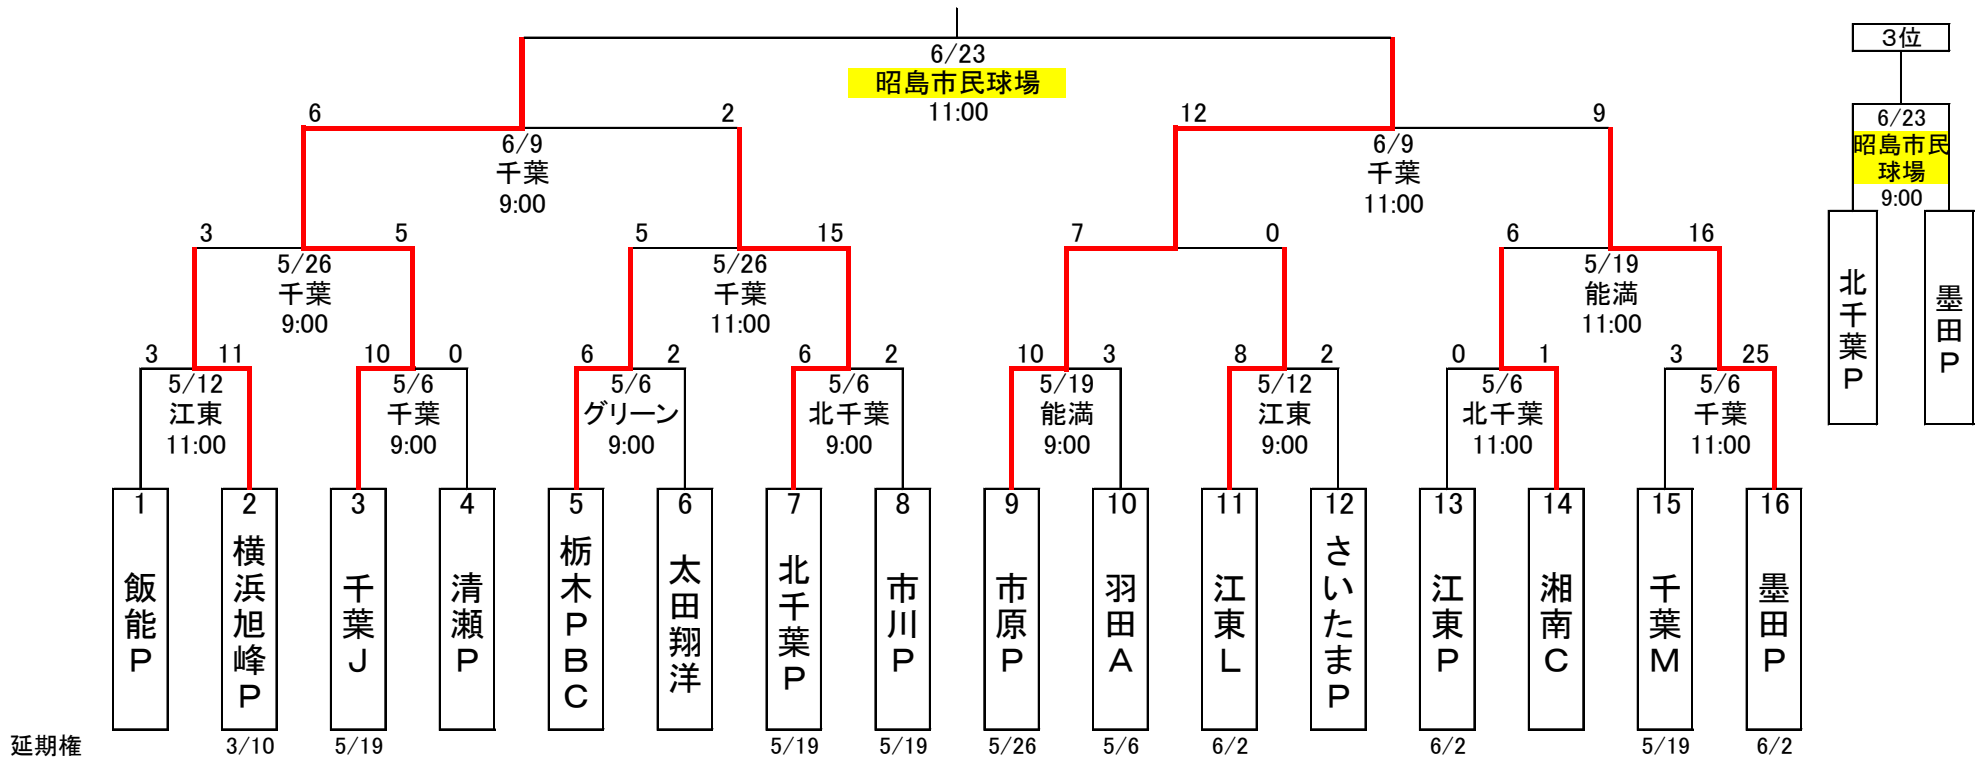 6/23
昭島市民球場
11:00
3位
6/23
昭島市民
球場
9:00
北千葉P
墨田P
6
2
12
9
6/9
千葉
9:00
6/9
千葉
11:00
3
5
5
15
7
0
6
16
5/26
千葉
9:00
5/26
千葉
11:00
5/19
能満
11:00
3
11
10
0
6
2
6
2
10
3
8
2
0
1
3
25
5/12
江東
11:00
5/6
千葉
9:00
5/6
グリーン
9:00
5/6
北千葉
9:00
5/19
能満
9:00
5/12
江東
9:00
5/6
北千葉
11:00
5/6
千葉
11:00
1
飯能P
2
横浜旭峰P
3
千葉J
4
清瀬P
5
栃木PBC
6
太田翔洋
7
北千葉P
8
市川P
9
市原P
10
羽田A
11
江東L
12
さいたまP
13
江東P
14
湘南C
15
千葉M
16
墨田P
延期権
3/10
5/19
5/19
5/19
5/26
5/6
6/2
6/2
5/19
6/2